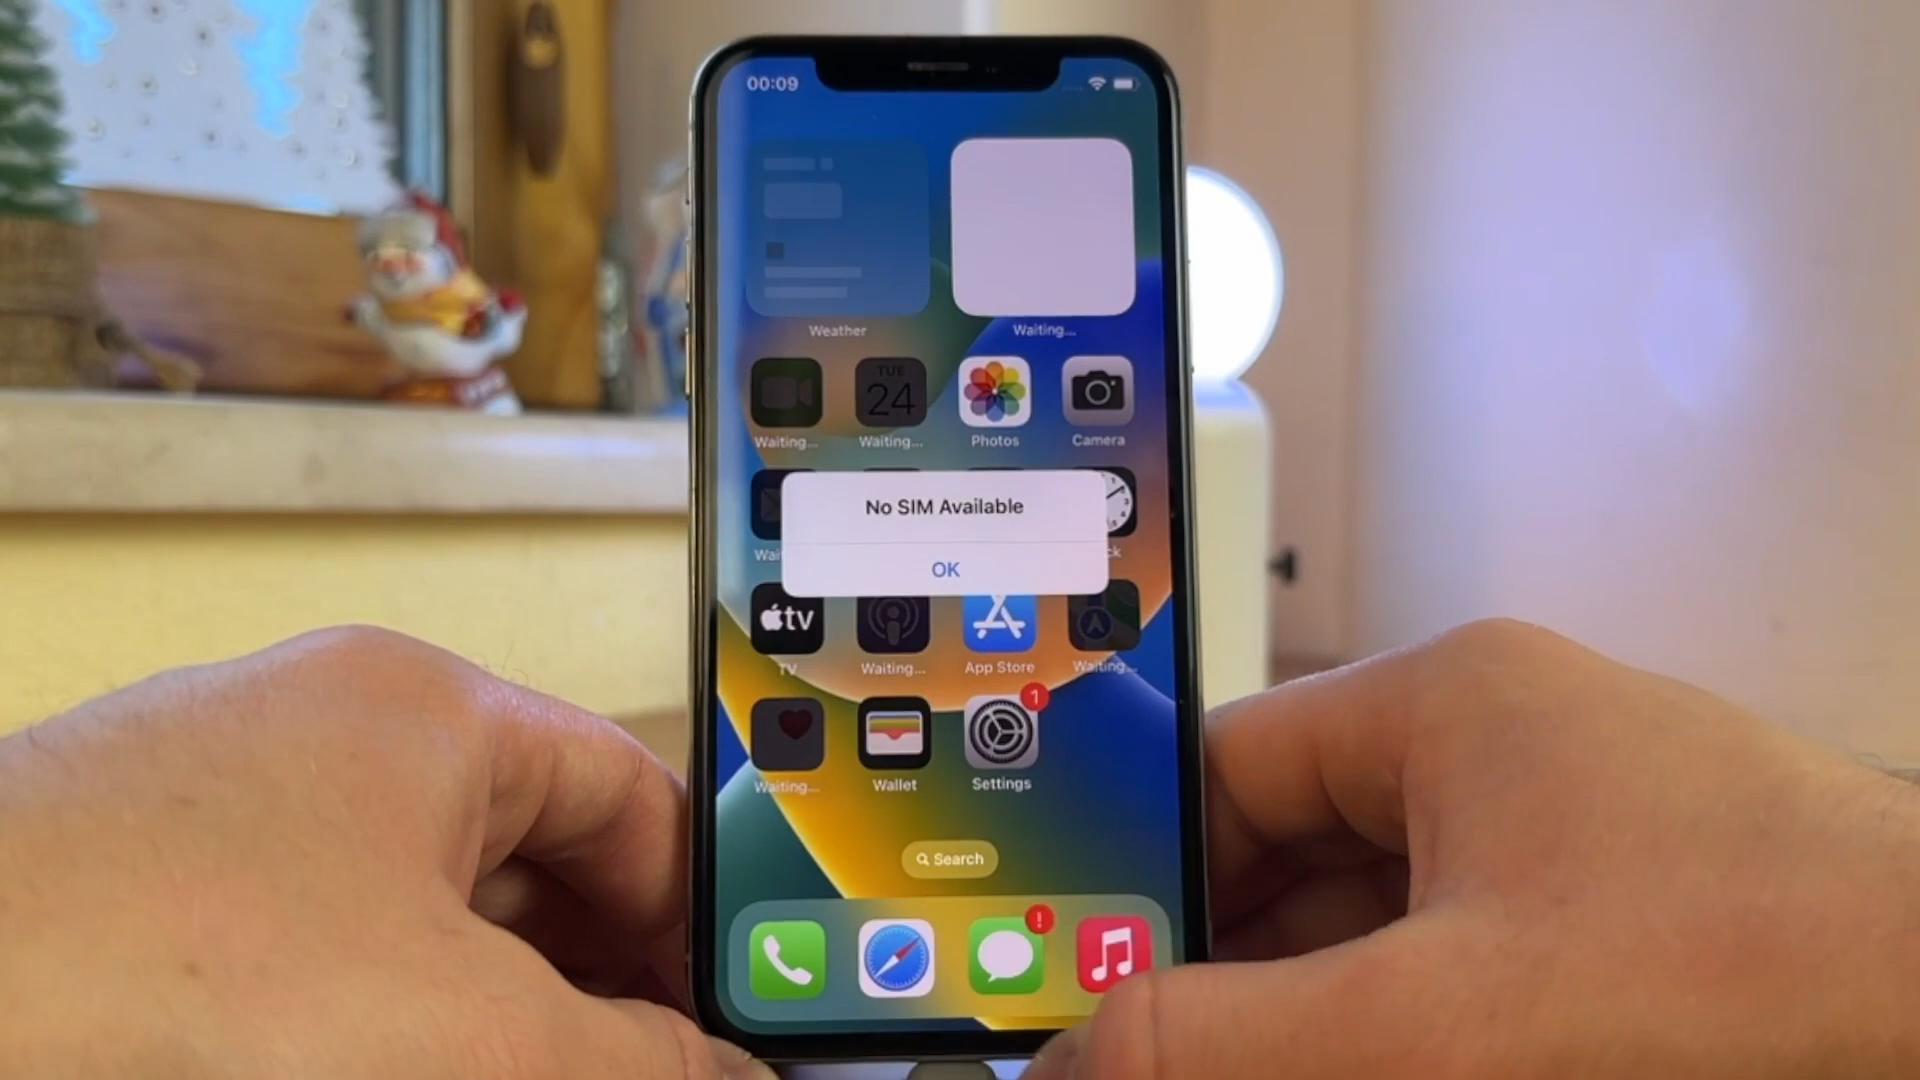 00:09
Weather
Waiting...
TUE
24
Waiting...
Waiting...
Photos
Camera
No SIM Available
OK
tv
TV
Waiting...
App Store
Waiting...
1
Waiting...
Wallet
Settings
Search
!